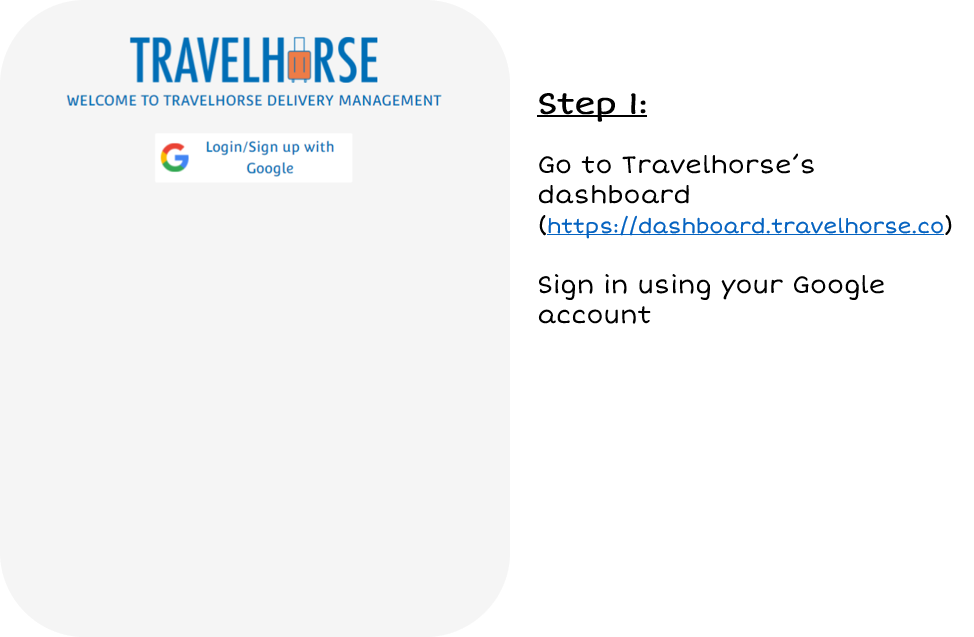 TRAVELHORSE
WELCOME TO TRAVELHORSE DELIVERY MANAGEMENT
Login/Sign up with
Google
Step 1:
Go to Travelhorse’s
dashboard
(https://dashboard.travelhorse.co)
Sign in using your Google
account